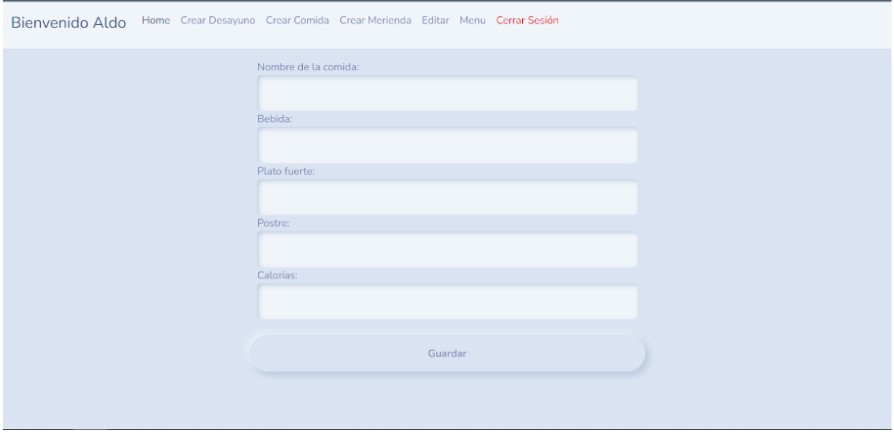 Bienvenido Aldo Home Crear Desayuno Crear Comida Crear Merienda Editar Menu Cerrar Sesión
Nombre de la comida:
Bebida:
Plato fuerte:
Postre:
Calorías:
Guardar